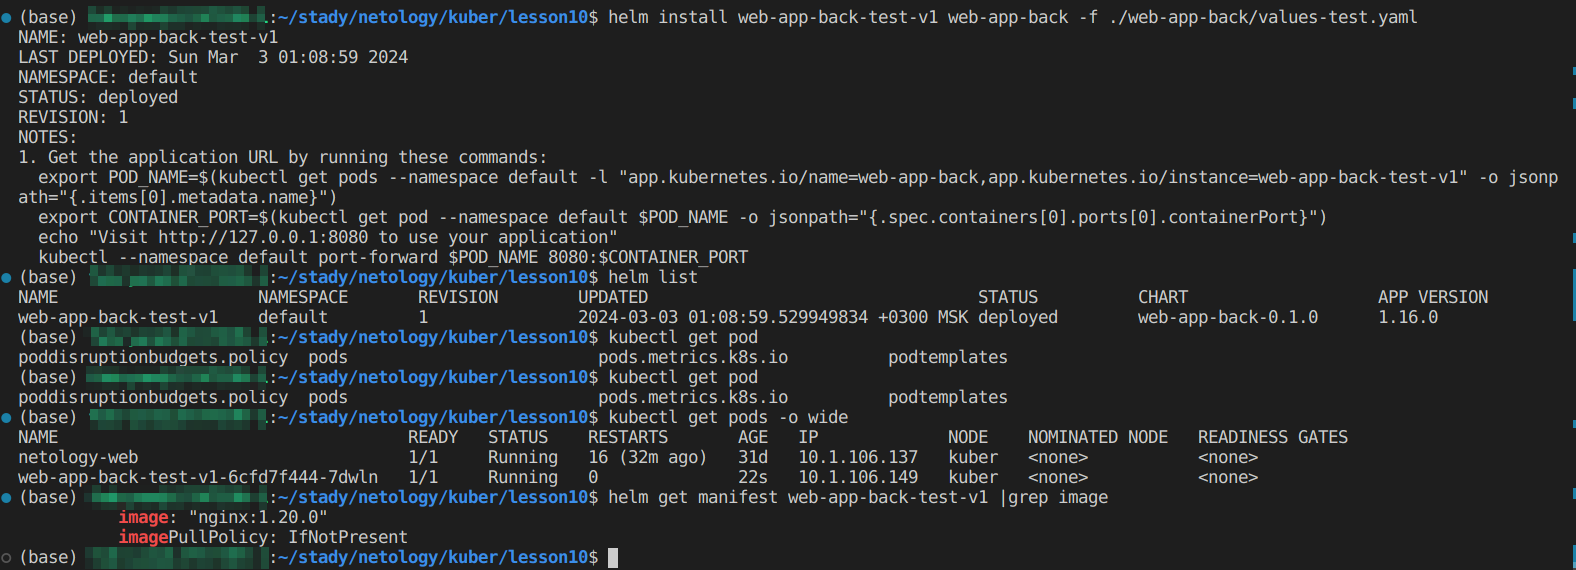 (base) :~/stady/netology/kuber/lesson10$ helm install web-app-back-test-v1 web-app-back -f ./web-app-back/values-test.yaml
NAME: web-app-back-test-v1
LAST DEPLOYED: Sun Mar  3 01:08:59 2024
NAMESPACE: default
STATUS: deployed
REVISION: 1
NOTES:
1. Get the application URL by running these commands:
  export POD_NAME=$(kubectl get pods --namespace default -l "app.kubernetes.io/name=web-app-back,app.kubernetes.io/instance=web-app-back-test-v1" -o jsonp
ath="{.items[0].metadata.name}")
  export CONTAINER_PORT=$(kubectl get pod --namespace default $POD_NAME -o jsonpath="{.spec.containers[0].ports[0].containerPort}")
  echo "Visit http://127.0.0.1:8080 to use your application"
  kubectl --namespace default port-forward $POD_NAME 8080:$CONTAINER_PORT
(base) :~/stady/netology/kuber/lesson10$ helm list
NAME                    NAMESPACE       REVISION        UPDATED                                 STATUS          CHART                   APP VERSION
web-app-back-test-v1    default         1               2024-03-03 01:08:59.529949834 +0300 MSK deployed        web-app-back-0.1.0      1.16.0
(base) :~/stady/netology/kuber/lesson10$ kubectl get pod
poddisruptionbudgets.policy  pods                         pods.metrics.k8s.io          podtemplates
(base) :~/stady/netology/kuber/lesson10$ kubectl get pod
poddisruptionbudgets.policy  pods                         pods.metrics.k8s.io          podtemplates
(base) :~/stady/netology/kuber/lesson10$ kubectl get pods -o wide
NAME                                   READY   STATUS    RESTARTS       AGE   IP             NODE    NOMINATED NODE   READINESS GATES
netology-web                           1/1     Running   16 (32m ago)   31d   10.1.106.137   kuber   <none>           <none>
web-app-back-test-v1-6cfd7f444-7dwln   1/1     Running   0              22s   10.1.106.149   kuber   <none>           <none>
(base) :~/stady/netology/kuber/lesson10$ helm get manifest web-app-back-test-v1 |grep image
          image: "nginx:1.20.0"
          imagePullPolicy: IfNotPresent
(base) :~/stady/netology/kuber/lesson10$